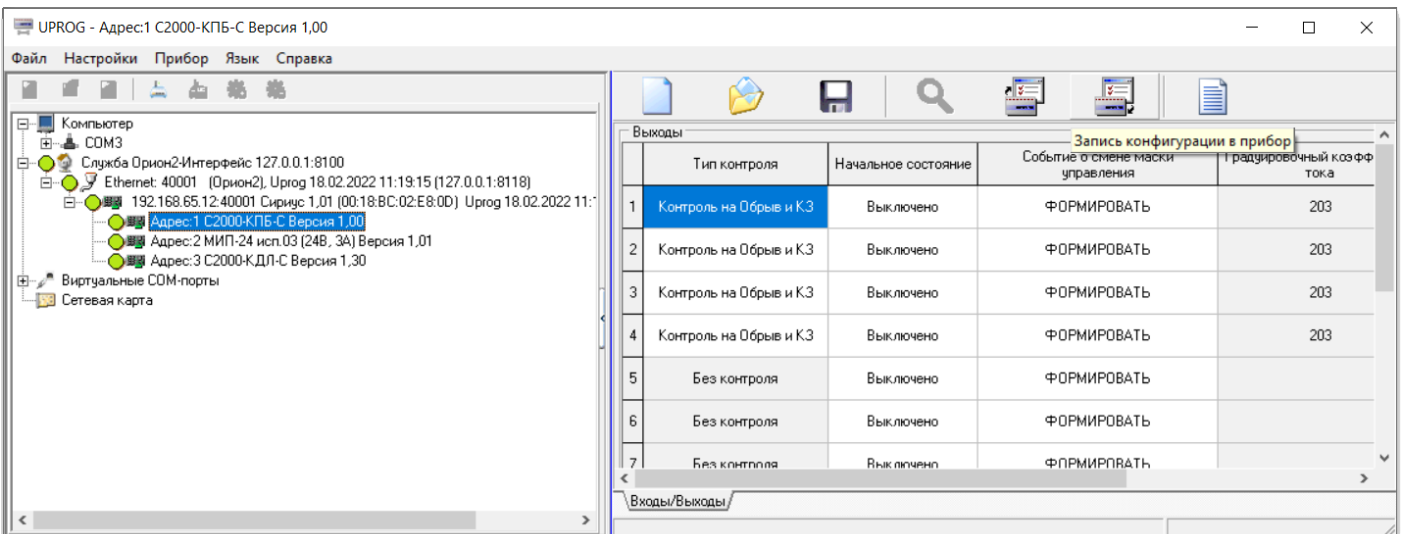 UPROG - Адрес:1 С2000-КПБ-С Версия 1,00
Файл Настройки Прибор Язык Справка
Компьютер
COM3
Служба Орион2-Интерфейс 127.0.0.1:8100
Ethernet: 40001 (Орион2), Uprog 18.02.2022 11:19:15 (127.0.0.1:8118)
192.168.65.12:40001 Сириус 1,01 (00:18:BC:02:E8:0D) Uprog 18.02.2022 11:1
Адрес:1 С2000-КПБ-С Версия 1,00
Адрес:2 МИП-24 исп.03 (24В, 3А) Версия 1,01
Адрес:3 С2000-КДЛ-С Версия 1,30
Виртуальные COM-порты
Сетевая карта
Запись конфигурации в прибор
Выходы
Тип контроля Начальное состояние Событие о смене маски управления Градуировочный коэфф тока
1 Контроль на Обрыв и КЗ Выключено ФОРМИРОВАТЬ 203
2 Контроль на Обрыв и КЗ Выключено ФОРМИРОВАТЬ 203
3 Контроль на Обрыв и КЗ Выключено ФОРМИРОВАТЬ 203
4 Контроль на Обрыв и КЗ Выключено ФОРМИРОВАТЬ 203
5 Без контроля Выключено ФОРМИРОВАТЬ
6 Без контроля Выключено ФОРМИРОВАТЬ
7 Без контроля Выключено ФОРМИРОВАТЬ
Входы/Выходы